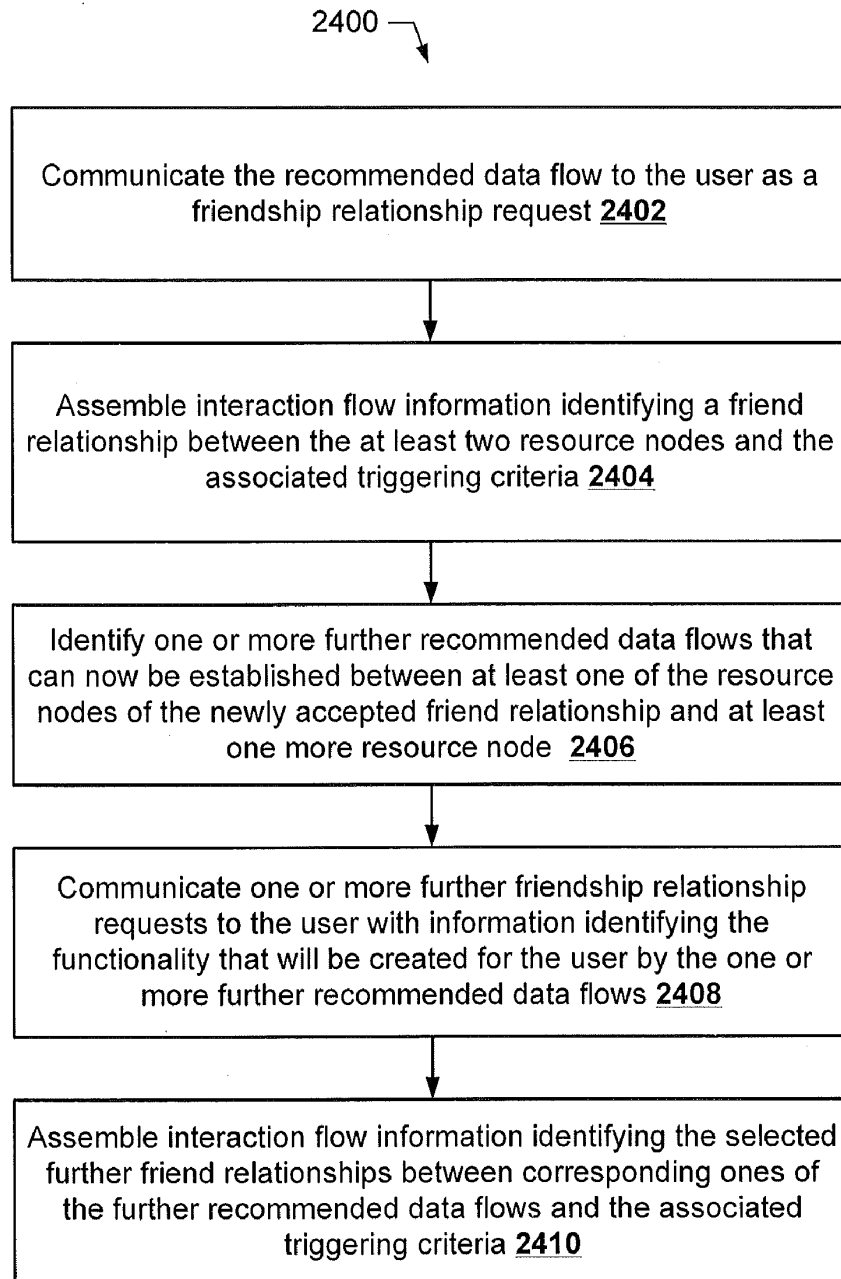 2400
Communicate the recommended data flow to the user as a
friendship relationship request 2402
Assemble interaction flow information identifying a friend
relationship between the at least two resource nodes and the
associated triggering criteria 2404
Identify one or more further recommended data flows that
can now be established between at least one of the resource
nodes of the newly accepted friend relationship and at least
one more resource node 2406
Communicate one or more further friendship relationship
requests to the user with information identifying the
functionality that will be created for the user by the one or
more further recommended data flows 2408
Assemble interaction flow information identifying the selected
further friend relationships between corresponding ones of
the further recommended data flows and the associated
triggering criteria 2410